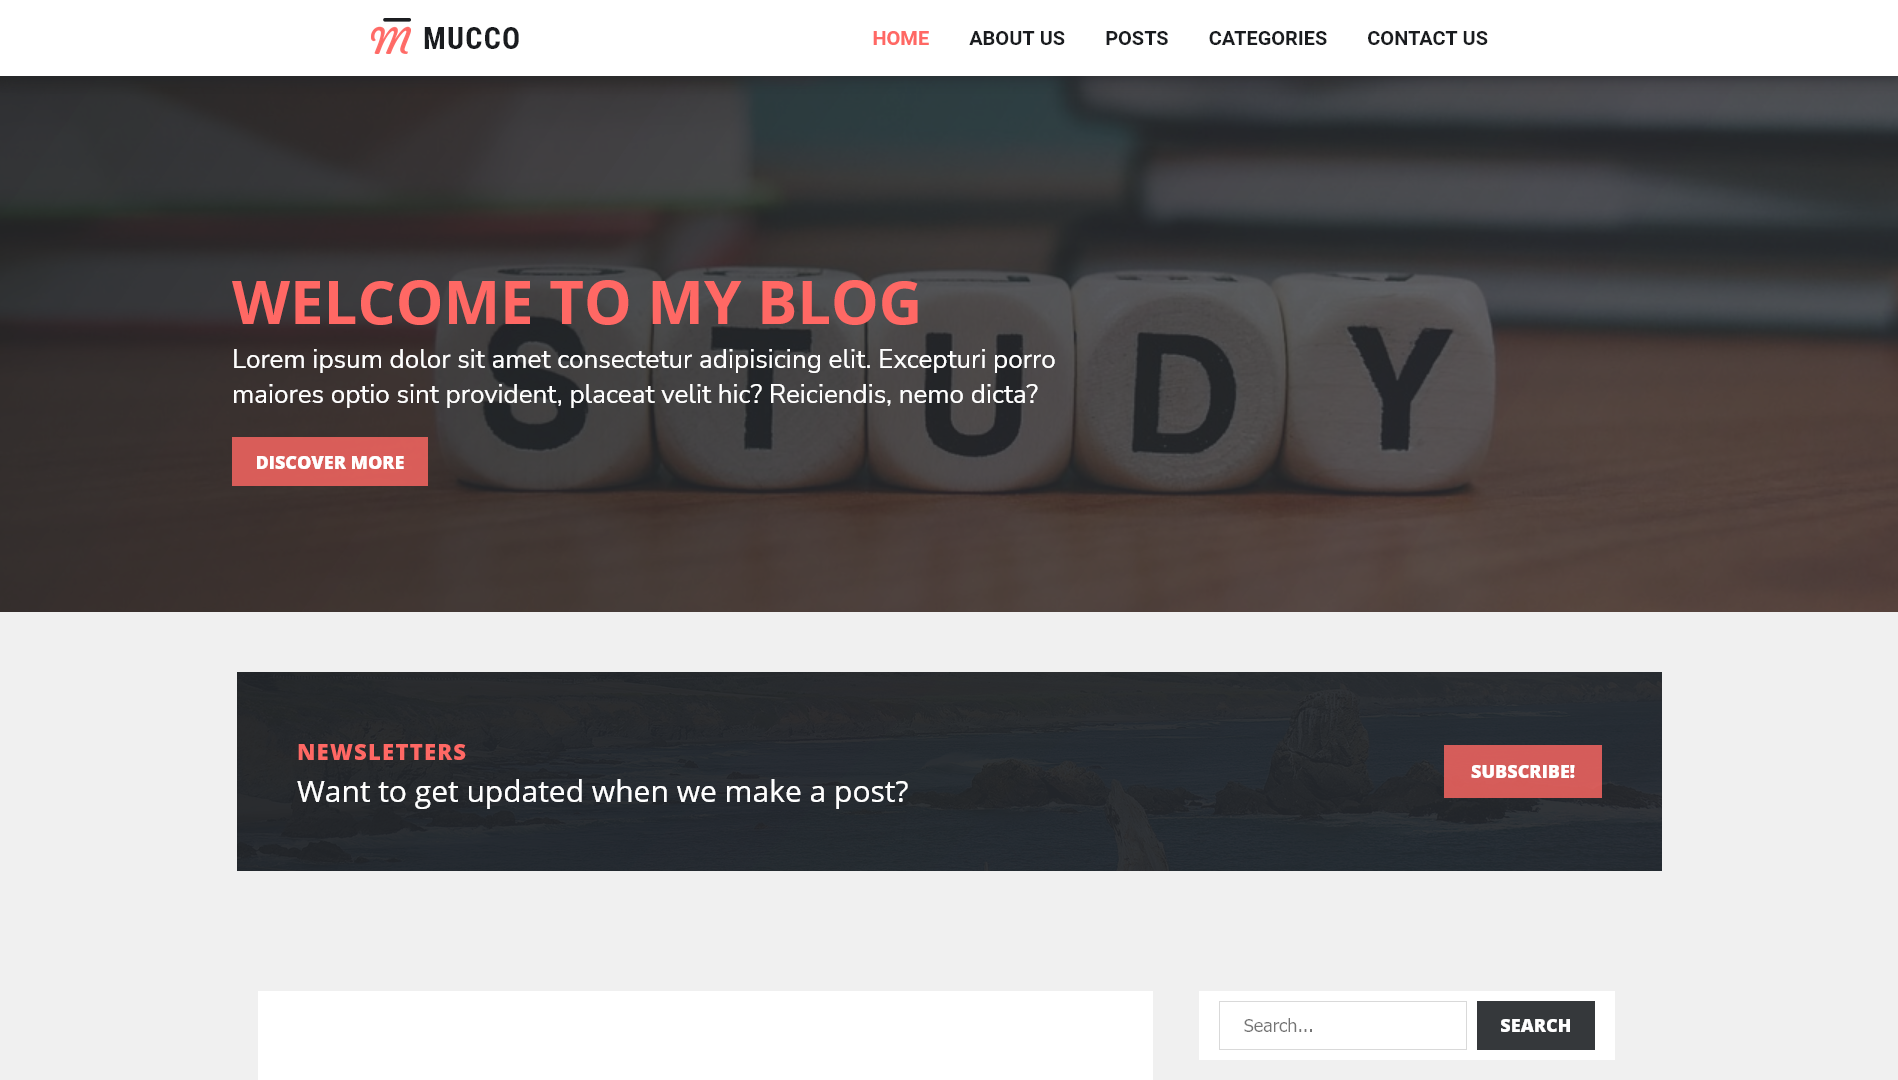 m MUCCO
HOME ABOUT US POSTS CATEGORIES CONTACT US
WELCOME TO MY BLOG
Lorem ipsum dolor sit amet consectetur adipisicing elit. Excepturi porro
maiores optio sint provident, placeat velit hic? Reiciendis, nemo dicta?
DISCOVER MORE
STUDY
NEWSLETTERS
Want to get updated when we make a post?
SUBSCRIBE!
Search...
SEARCH